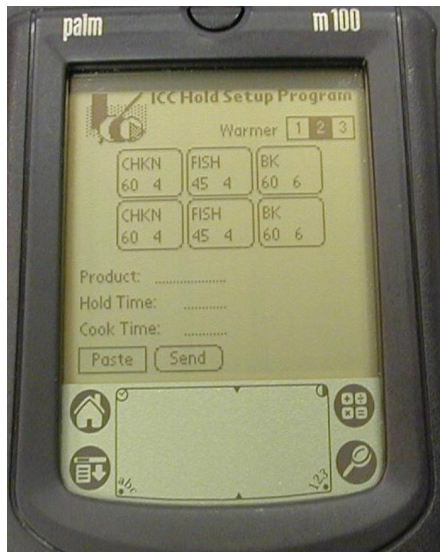 palm m100
ICC Hold Setup Program
Warmer 1 2 3
CHKN FISH BK
60 4 45 4 60 6
CHKN FISH BK
60 4 45 4 60 6
Product: ..................
Hold Time: ...........
Cook Time: ...........
Paste Send
abc 123